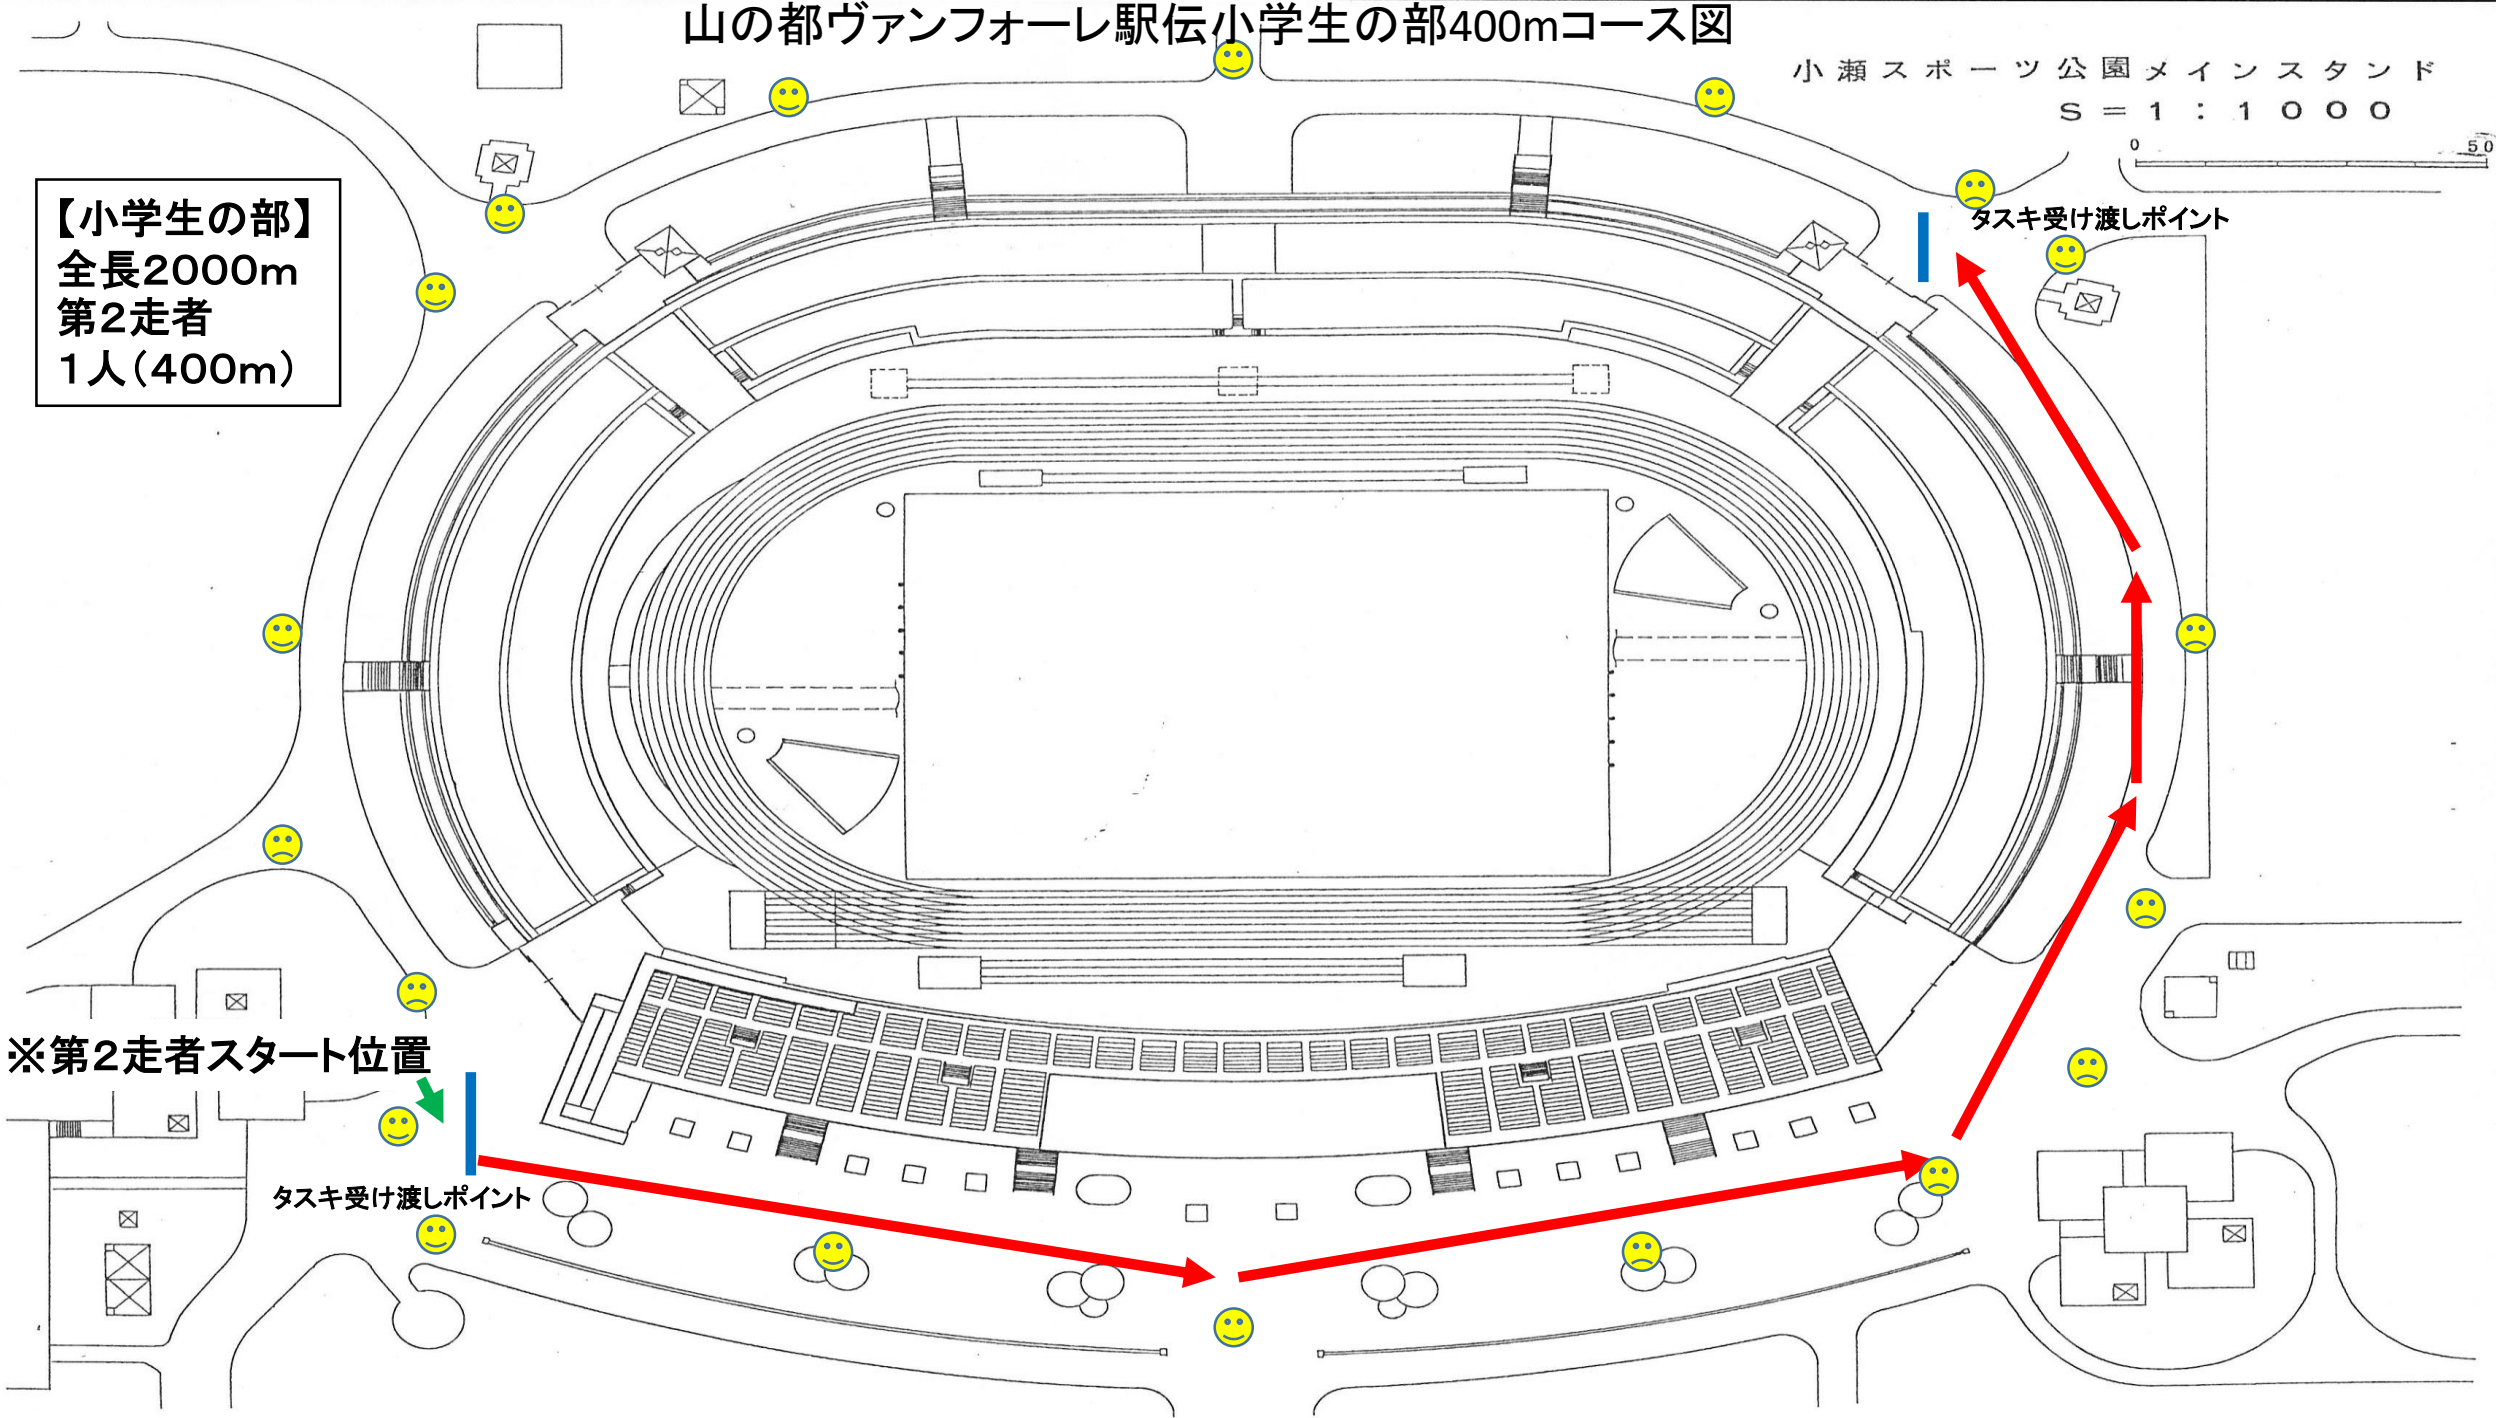 山の都ヴァンフォーレ駅伝小学生の部400mコース図
小瀬スポーツ公園メインスタンド
S=1:1000
0 50
【小学生の部】
全長2000m
第2走者
1人(400m)
タスキ受け渡しポイント
※第2走者スタート位置
タスキ受け渡しポイント